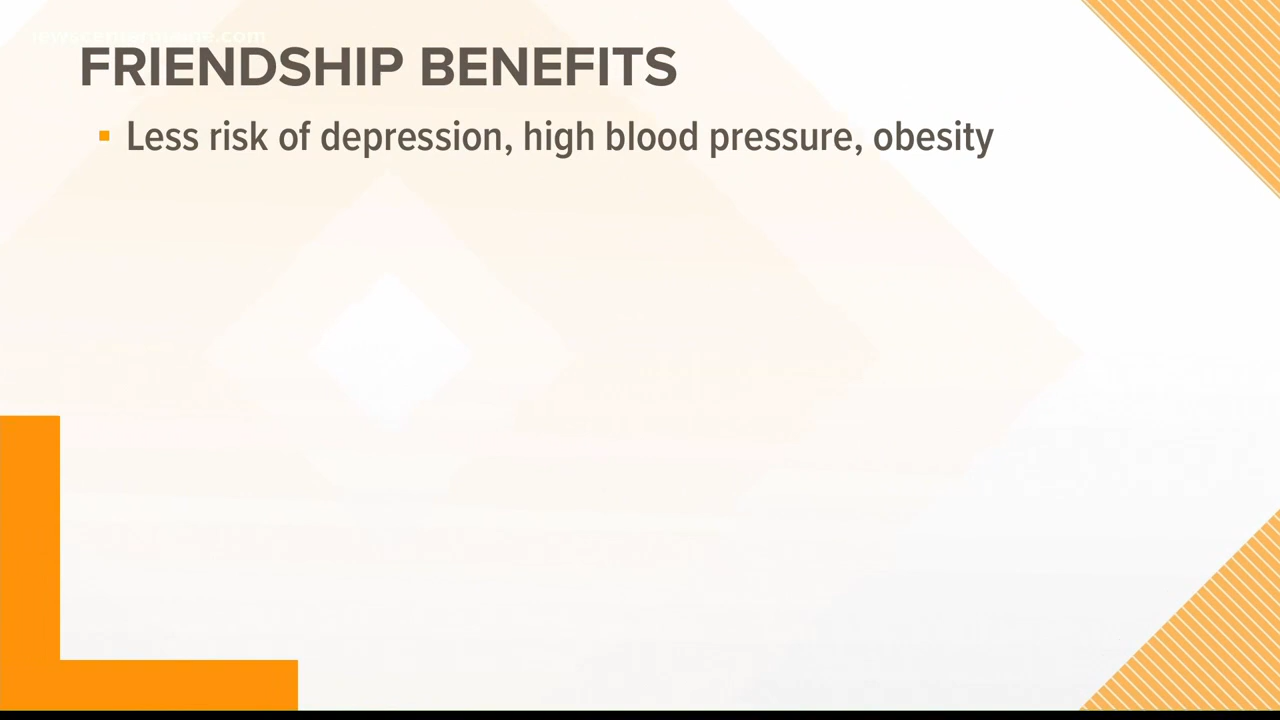 FRIENDSHIP BENEFITS
Less risk of depression, high blood pressure, obesity